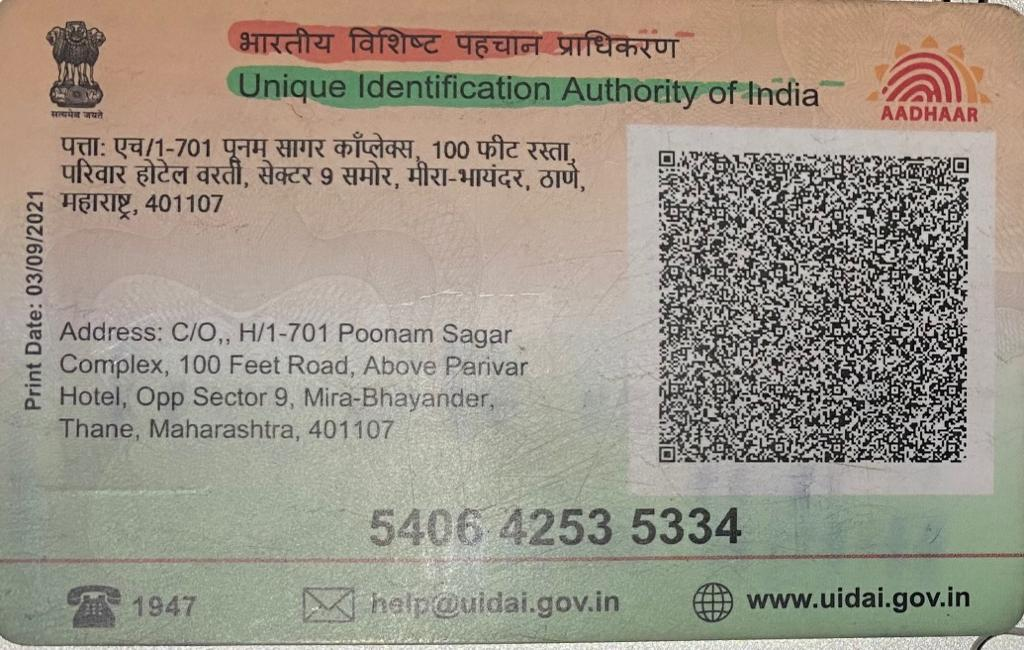 भारतीय विशिष्ट पहचान प्राधिकरण
Unique Identification Authority of India
सत्यमेव जयते
AADHAAR
पत्ता: एच/1-701 पूनम सागर काँप्लेक्स, 100 फीट रस्ता,
परिवार होटेल वरती, सेक्टर 9 समोर, मीरा-भायंदर, ठाणे,
महाराष्ट्र, 401107
Print Date: 03/09/2021
Address: C/O,, H/1-701 Poonam Sagar
Complex, 100 Feet Road, Above Parivar
Hotel, Opp Sector 9, Mira-Bhayander,
Thane, Maharashtra, 401107
5406 4253 5334
1947
help@uidai.gov.in
www.uidai.gov.in